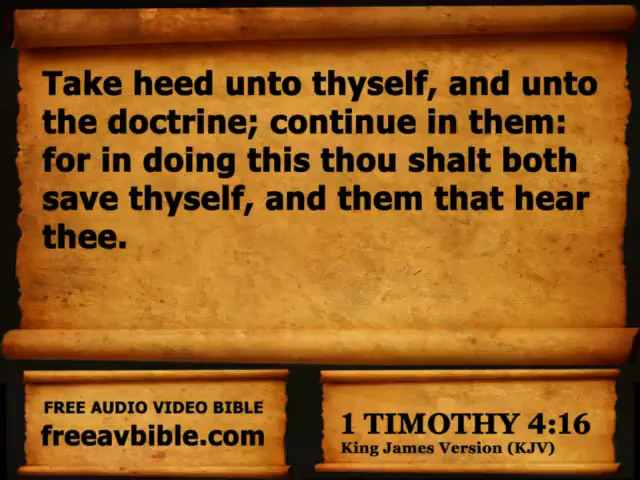 Take heed unto thyself, and unto
the doctrine; continue in them:
for in doing this thou shalt both
save thyself, and them that hear
thee.
FREE AUDIO VIDEO BIBLE
freeavbible.com
1 TIMOTHY 4:16
King James Version (KJV)